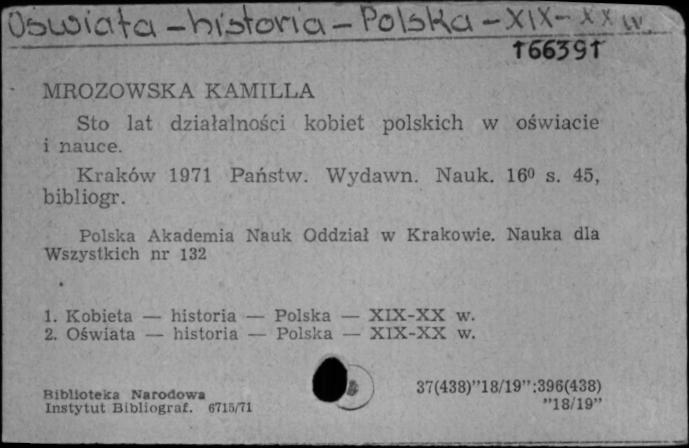 Oświata – historia – Polska – XIX – XX w.
166391
MROZOWSKA KAMILLA
Sto lat działalności kobiet polskich w oświacie
i nauce.
Kraków 1971 Państw. Wydawn. Nauk. 16⁰ s. 45,
bibliogr.
Polska Akademia Nauk Oddział w Krakowie. Nauka dla
Wszystkich nr 132
1. Kobieta — historia — Polska — XIX-XX w.
2. Oświata — historia — Polska — XIX-XX w.
Biblioteka Narodowa
Instytut Bibliograf. 6715/71
37(438)"18/19":396(438)
"18/19"